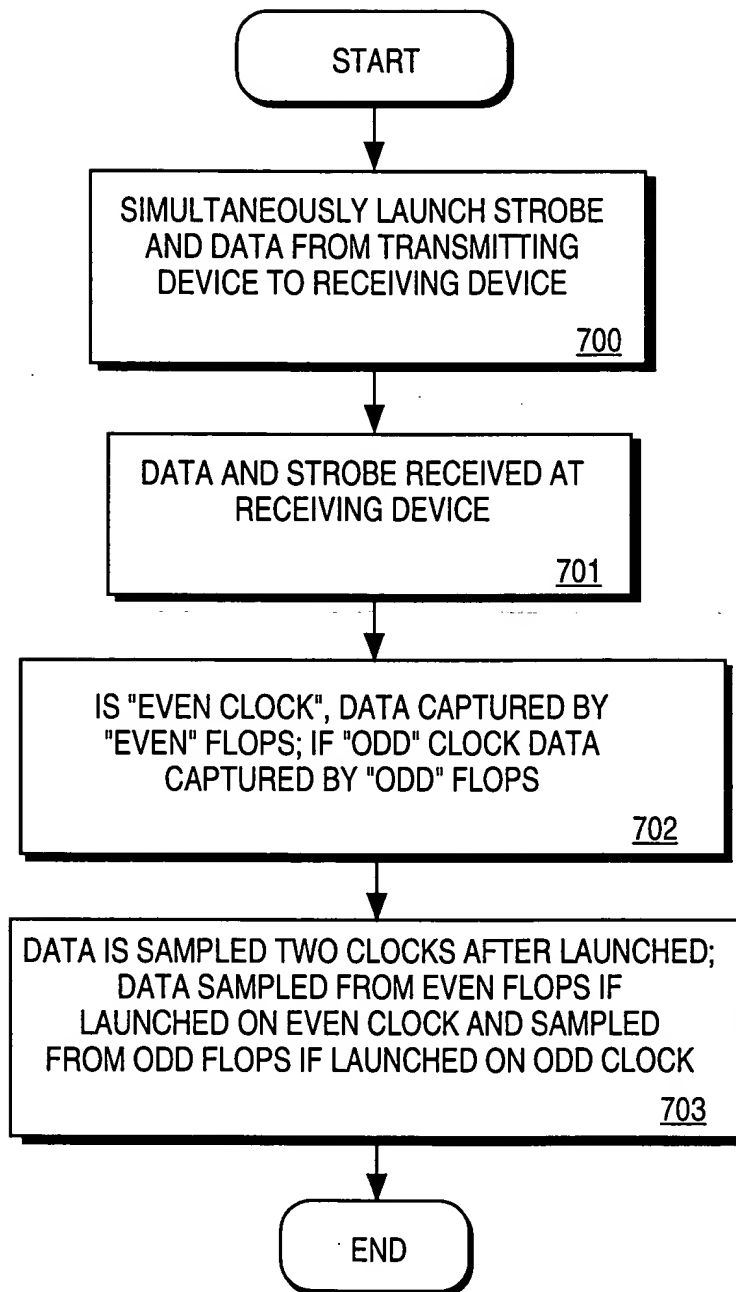 START
SIMULTANEOUSLY LAUNCH STROBE
AND DATA FROM TRANSMITTING
DEVICE TO RECEIVING DEVICE
700
DATA AND STROBE RECEIVED AT
RECEIVING DEVICE
701
IS "EVEN CLOCK", DATA CAPTURED BY
"EVEN" FLOPS; IF "ODD" CLOCK DATA
CAPTURED BY "ODD" FLOPS
702
DATA IS SAMPLED TWO CLOCKS AFTER LAUNCHED;
DATA SAMPLED FROM EVEN FLOPS IF
LAUNCHED ON EVEN CLOCK AND SAMPLED
FROM ODD FLOPS IF LAUNCHED ON ODD CLOCK
703
END